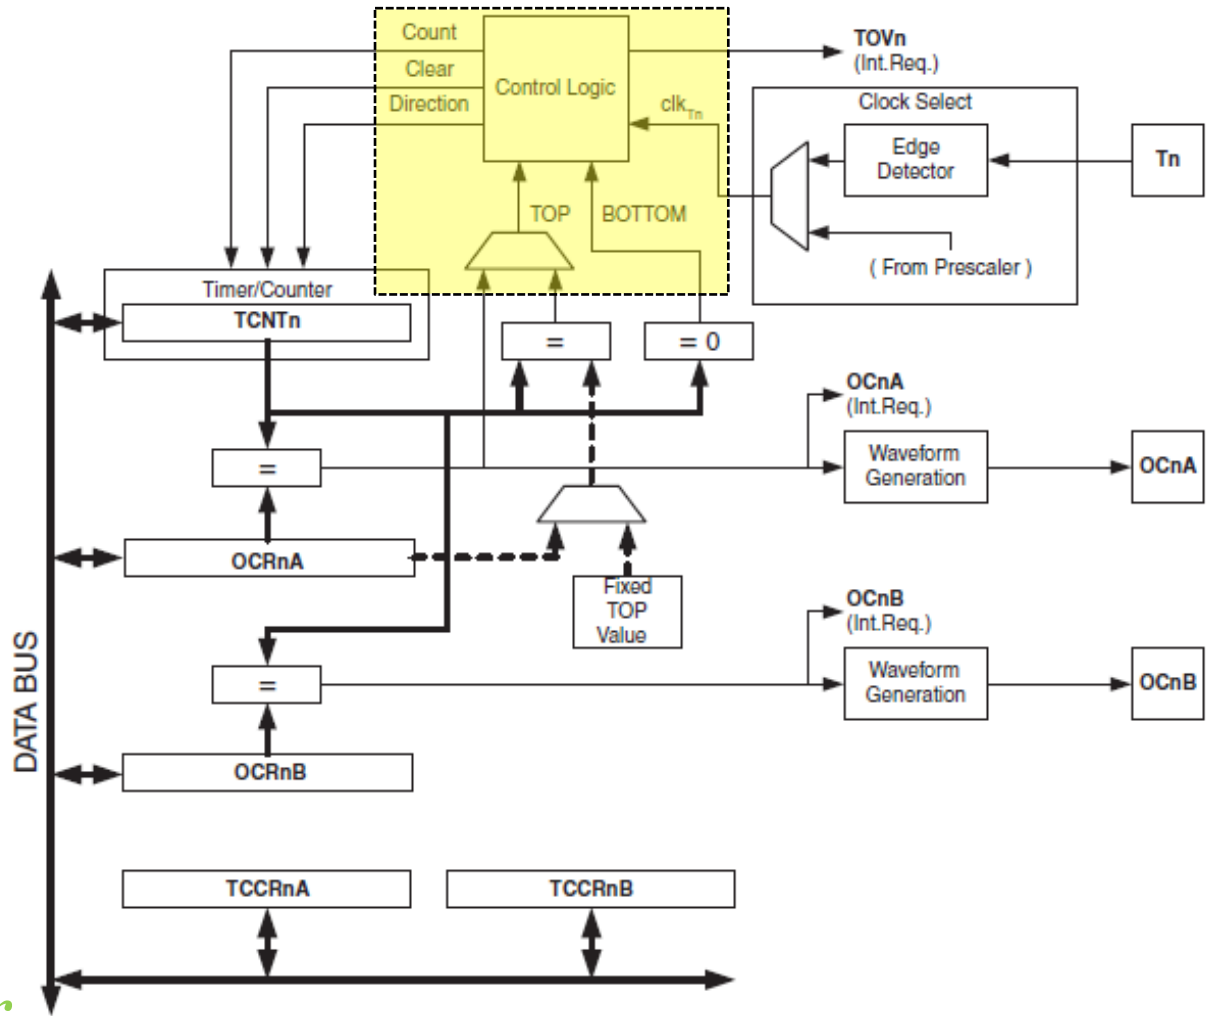 Count
Clear
Direction
Control Logic
clkTn
TOP
BOTTOM
TOVn
(Int.Req.)
Clock Select
Edge
Detector
Tn
( From Prescaler )
Timer/Counter
TCNTn
=
= 0
OCnA
(Int.Req.)
=
Waveform
Generation
OCnA
OCRnA
Fixed
TOP
Value
OCnB
(Int.Req.)
=
Waveform
Generation
OCnB
DATA BUS
OCRnB
TCCRnA
TCCRnB